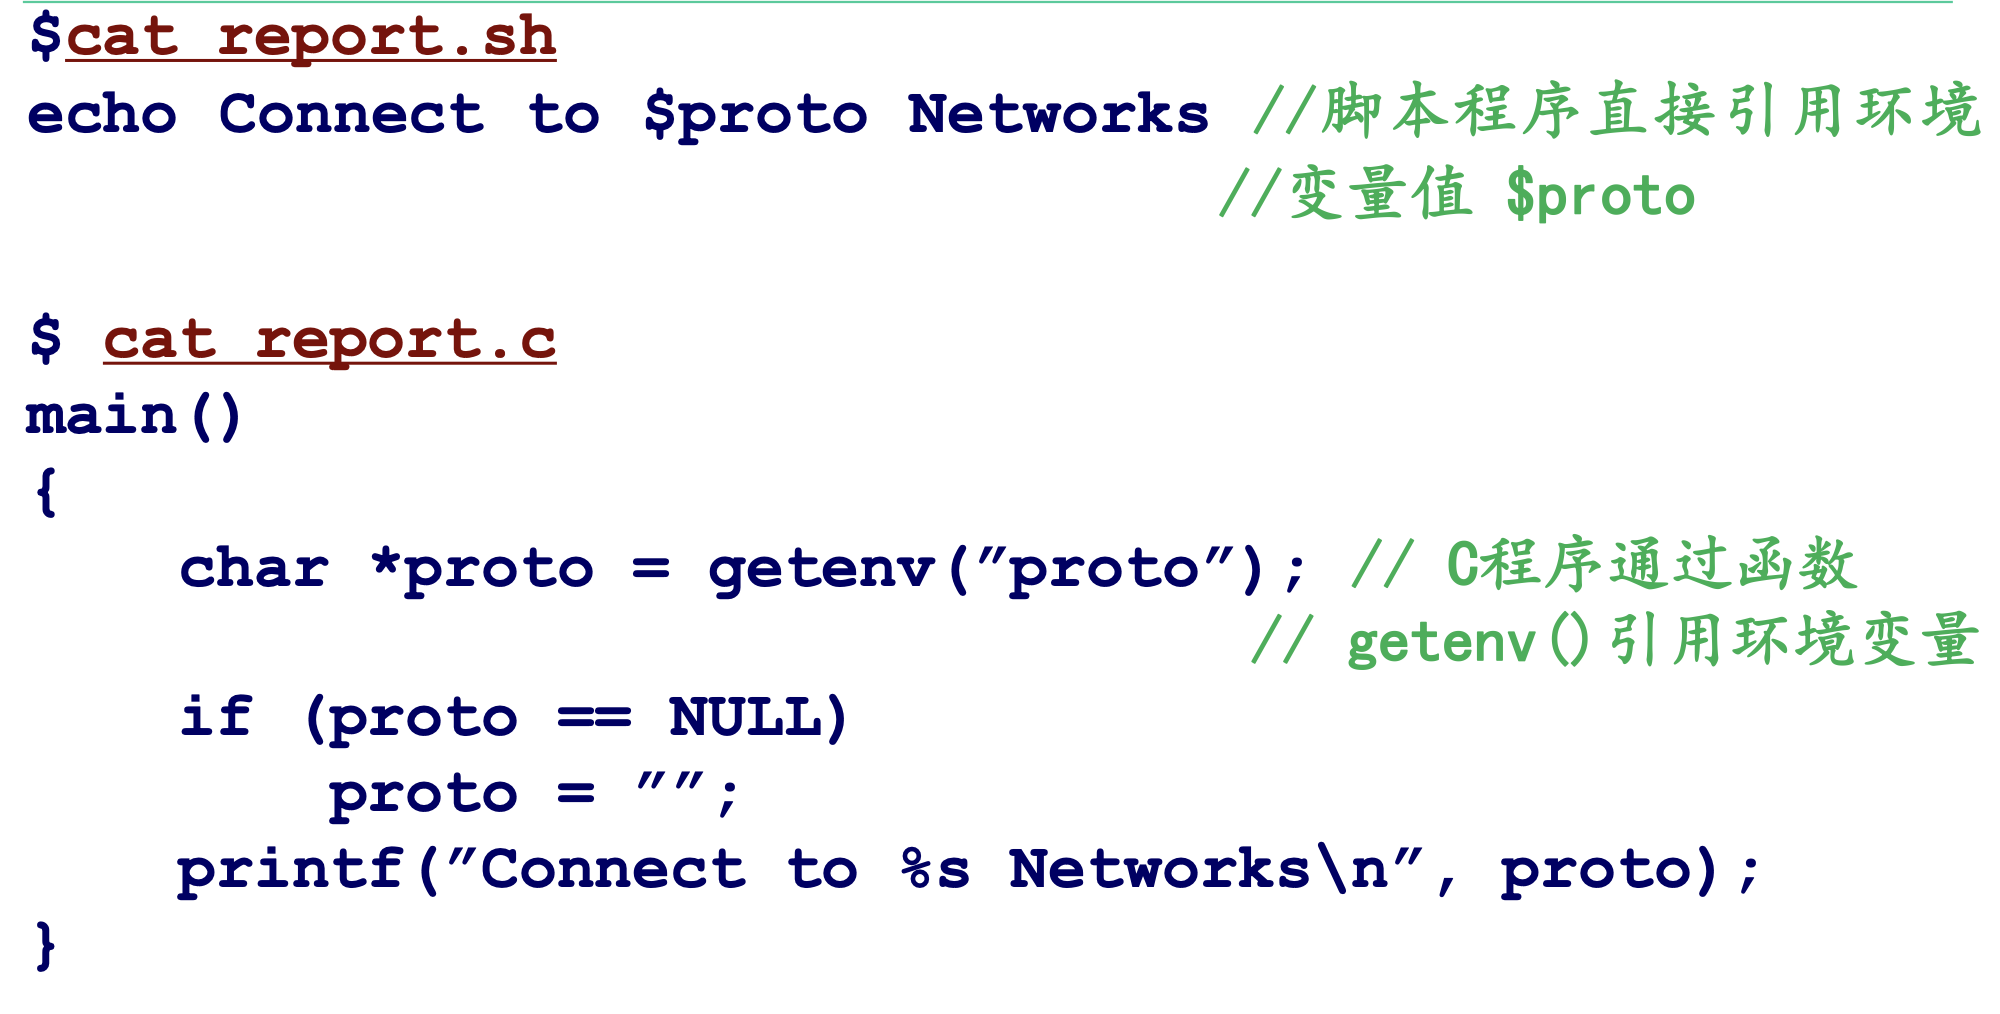 $cat report.sh
echo Connect to $proto Networks //脚本程序直接引用环境
//变量值 $proto
$ cat report.c
main()
{
char *proto = getenv(″proto″); // C程序通过函数
// getenv()引用环境变量
if (proto == NULL)
proto = ″″;
printf(″Connect to %s Networks\n″, proto);
}